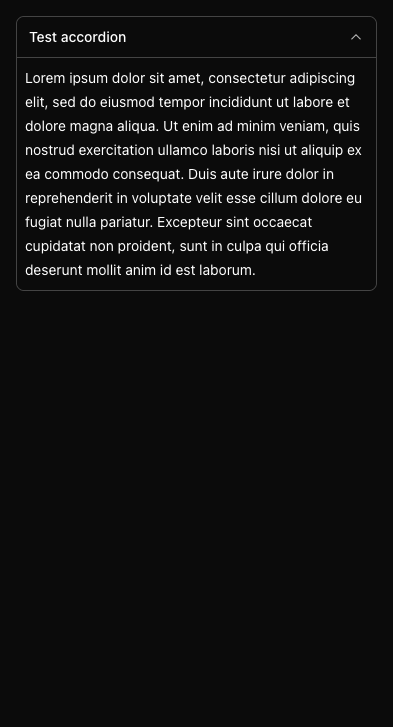 Test accordion
Lorem ipsum dolor sit amet, consectetur adipiscing
elit, sed do eiusmod tempor incididunt ut labore et
dolore magna aliqua. Ut enim ad minim veniam, quis
nostrud exercitation ullamco laboris nisi ut aliquip ex
ea commodo consequat. Duis aute irure dolor in
reprehenderit in voluptate velit esse cillum dolore eu
fugiat nulla pariatur. Excepteur sint occaecat
cupidatat non proident, sunt in culpa qui officia
deserunt mollit anim id est laborum.